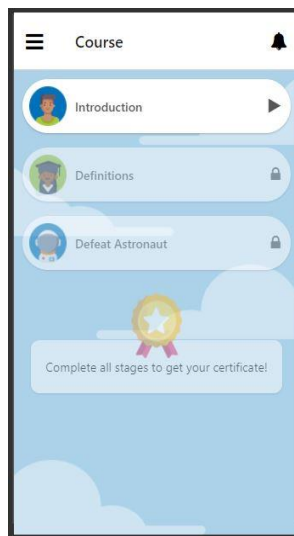 Course
Introduction
Definitions
Defeat Astronaut
Complete all stages to get your certificate!